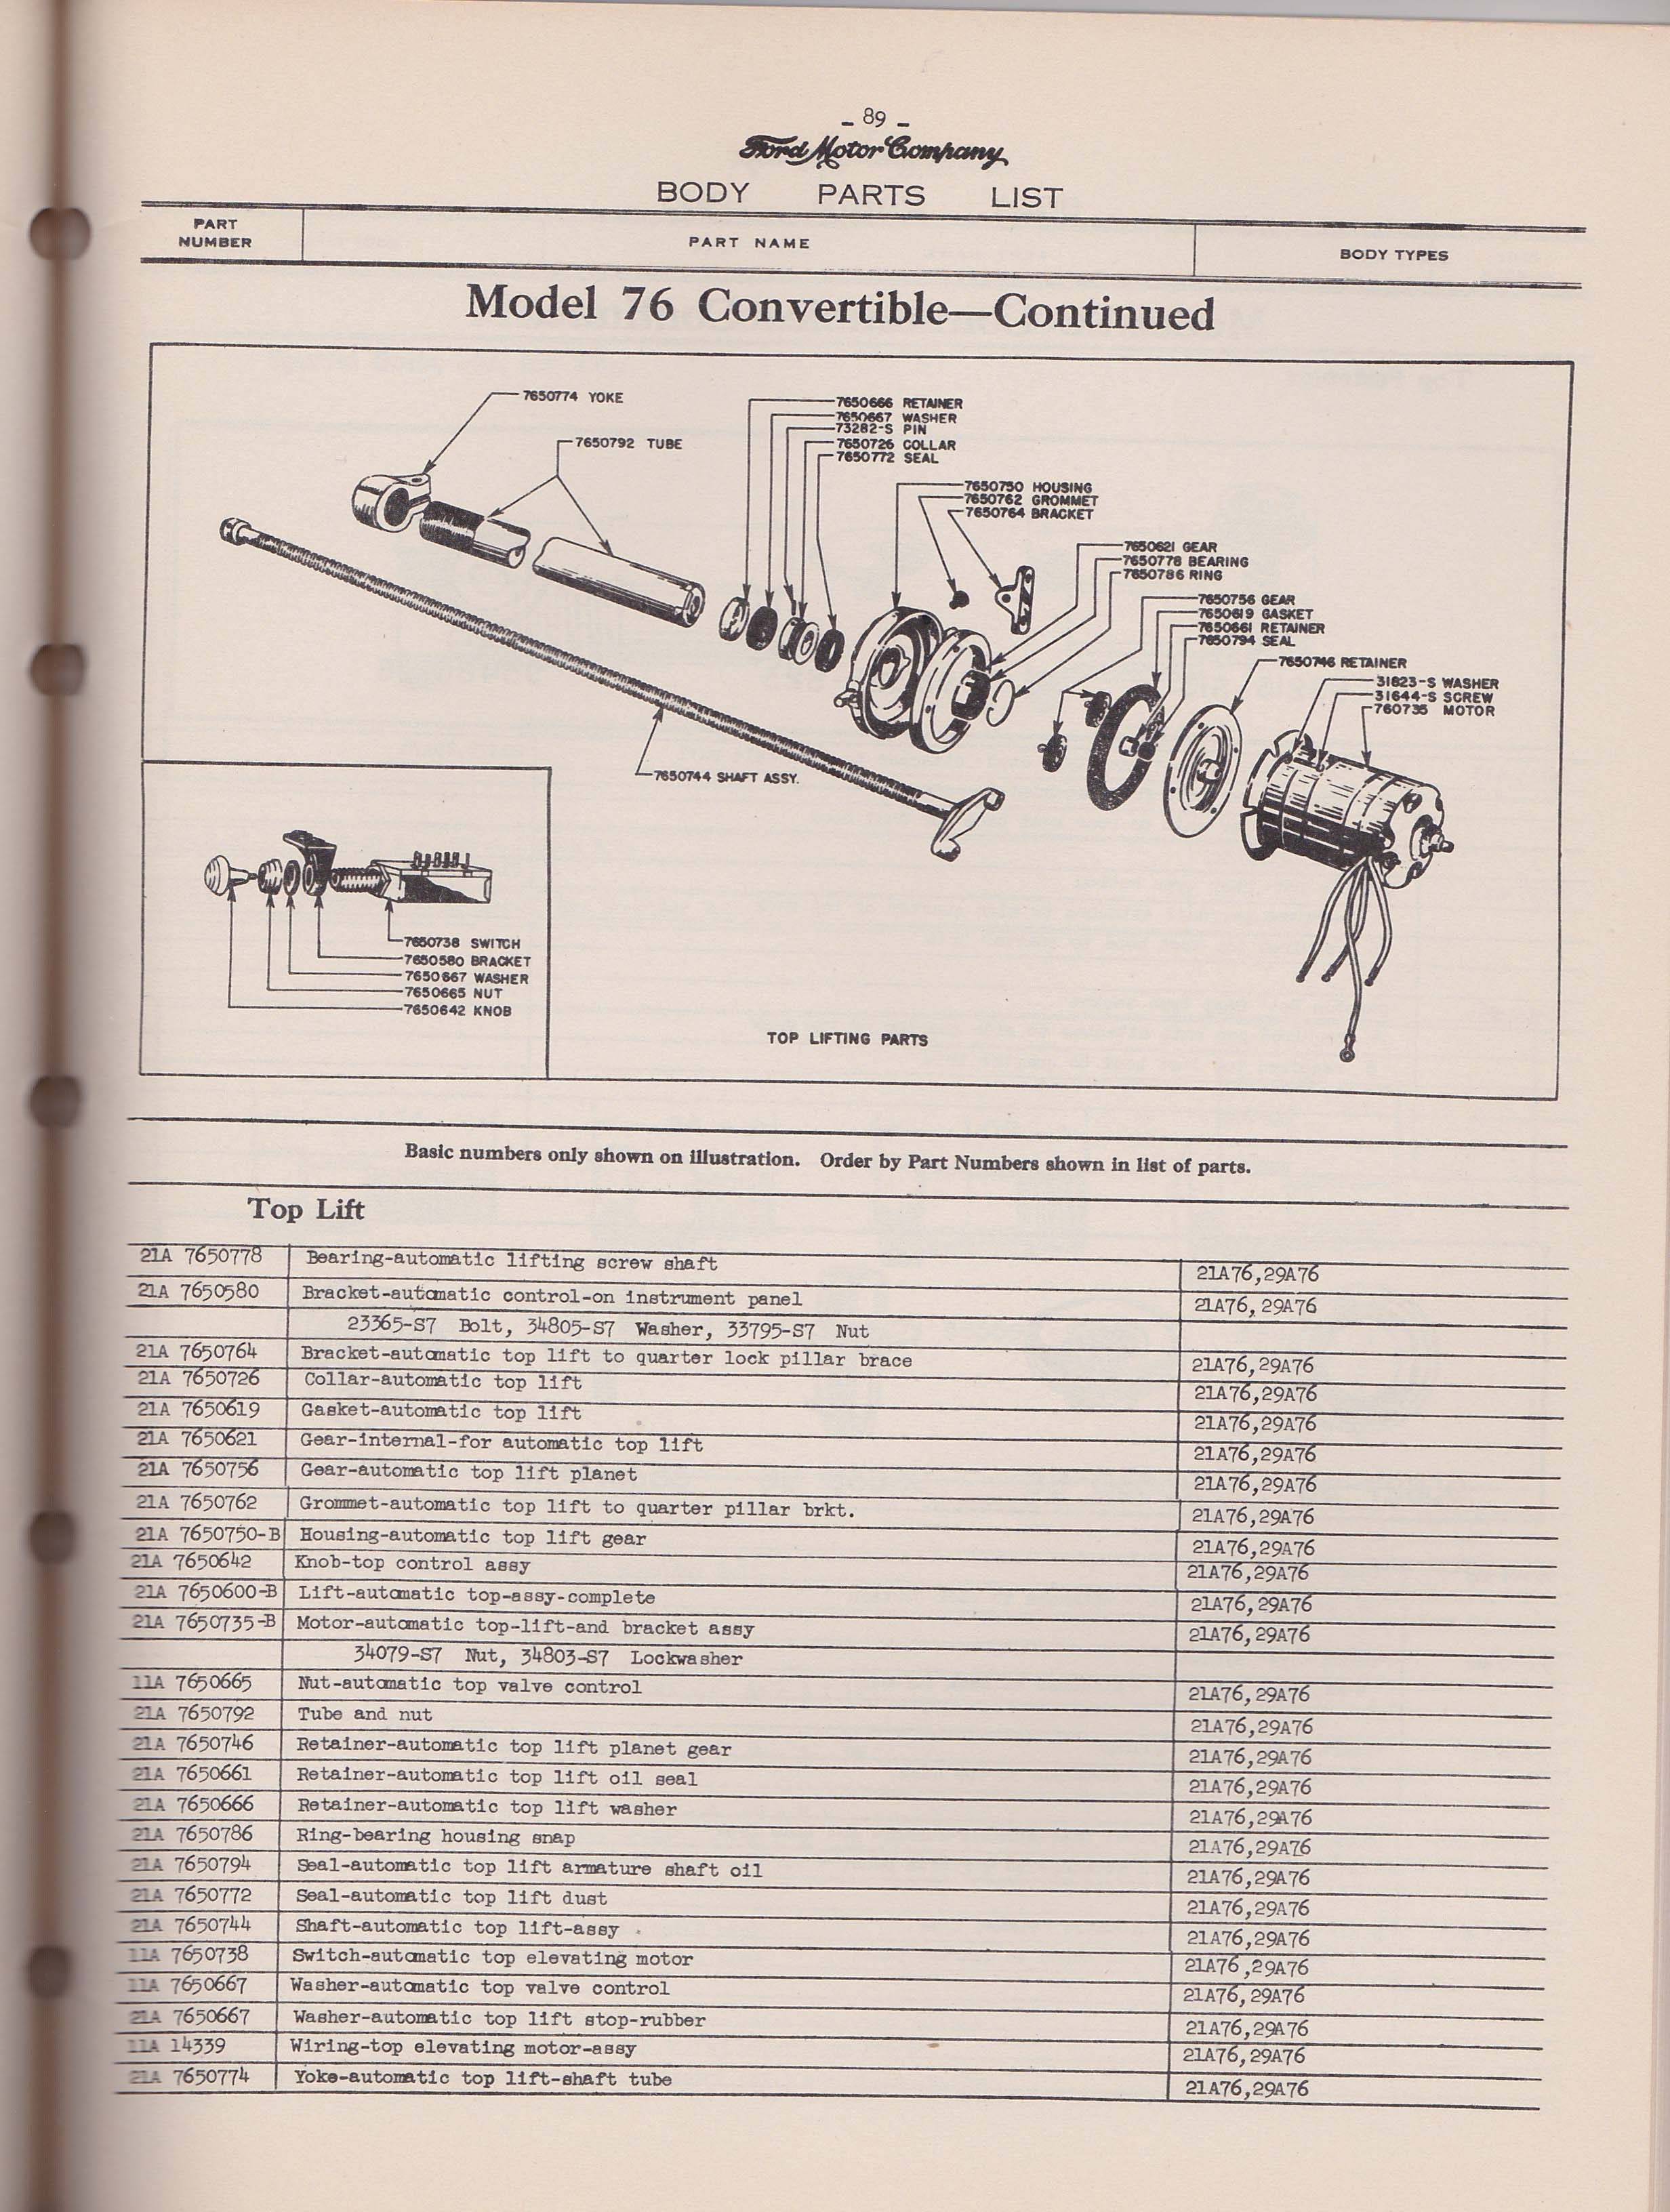 - 89 -
Ford Motor Company
BODY PARTS LIST
PART NUMBER
PART NAME
BODY TYPES
Model 76 Convertible—Continued
7650774 YOKE
7650792 TUBE
7650666 RETAINER
7650667 WASHER
73282-S PIN
7650726 COLLAR
7650772 SEAL
7650750 HOUSING
7650762 GROMMET
7650764 BRACKET
7650621 GEAR
7650778 BEARING
7650786 RING
7650756 GEAR
7650619 GASKET
7650661 RETAINER
7650794 SEAL
7650746 RETAINER
31823-S WASHER
31644-S SCREW
760735 MOTOR
7650744 SHAFT ASSY.
7650738 SWITCH
7650580 BRACKET
7650667 WASHER
7650665 NUT
7650642 KNOB
TOP LIFTING PARTS
Basic numbers only shown on illustration. Order by Part Numbers shown in list of parts.
Top Lift
21A 7650778 Bearing-automatic lifting screw shaft 21A76,29A76
21A 7650580 Bracket-automatic control-on instrument panel 21A76,29A76
23365-S7 Bolt, 34805-S7 Washer, 33795-S7 Nut
21A 7650764 Bracket-automatic top lift to quarter lock pillar brace 21A76,29A76
21A 7650726 Collar-automatic top lift 21A76,29A76
21A 7650619 Gasket-automatic top lift 21A76,29A76
21A 7650621 Gear-internal-for automatic top lift 21A76,29A76
21A 7650756 Gear-automatic top lift planet 21A76,29A76
21A 7650762 Grommet-automatic top lift to quarter pillar brkt. 21A76,29A76
21A 7650750-B Housing-automatic top lift gear 21A76,29A76
21A 7650642 Knob-top control assy 21A76,29A76
21A 7650600-B Lift-automatic top-assy-complete 21A76,29A76
21A 7650735-B Motor-automatic top-lift-and bracket assy 21A76,29A76
34079-S7 Nut, 34803-S7 Lockwasher
11A 7650665 Nut-automatic top valve control 21A76,29A76
21A 7650792 Tube and nut 21A76,29A76
21A 7650746 Retainer-automatic top lift planet gear 21A76,29A76
21A 7650661 Retainer-automatic top lift oil seal 21A76,29A76
21A 7650666 Retainer-automatic top lift washer 21A76,29A76
21A 7650786 Ring-bearing housing snap 21A76,29A76
21A 7650794 Seal-automatic top lift armature shaft oil 21A76,29A76
21A 7650772 Seal-automatic top lift dust 21A76,29A76
21A 7650744 Shaft-automatic top lift-assy 21A76,29A76
11A 7650738 Switch-automatic top elevating motor 21A76,29A76
11A 7650667 Washer-automatic top valve control 21A76,29A76
21A 7650667 Washer-automatic top lift stop-rubber 21A76,29A76
11A 14339 Wiring-top elevating motor-assy 21A76,29A76
21A 7650774 Yoke-automatic top lift-shaft tube 21A76,29A76